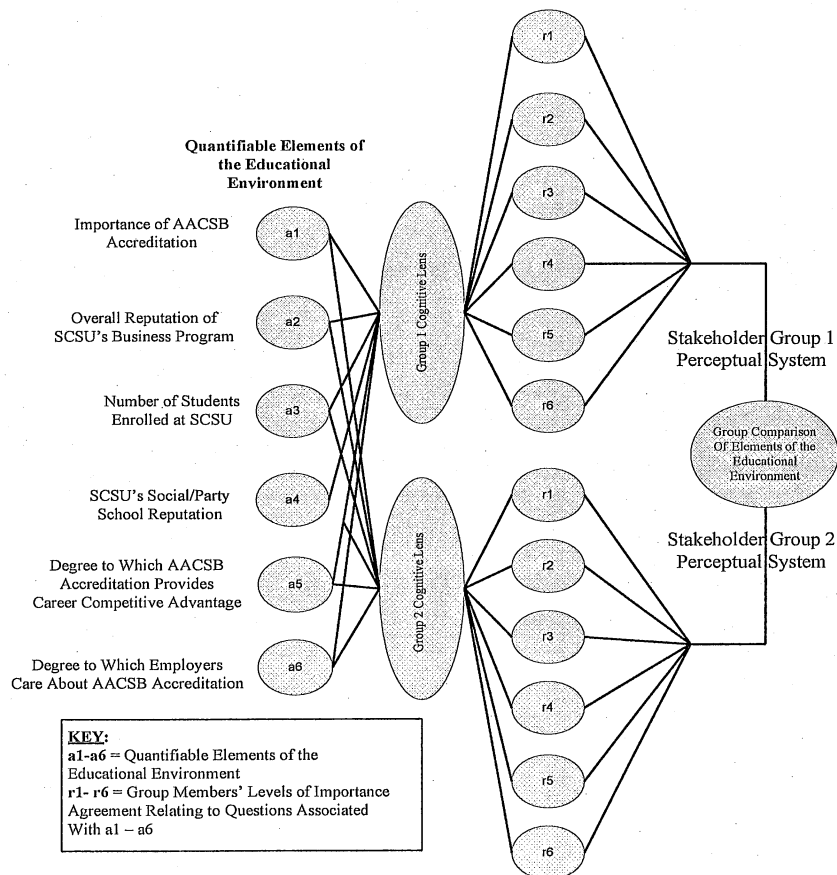 Quantifiable Elements of
the Educational
Environment
Importance of AACSB
Accreditation
a1
Overall Reputation of
SCSU's Business Program
a2
Number of Students
Enrolled at SCSU
a3
SCSU's Social/Party
School Reputation
a4
Degree to Which AACSB
Accreditation Provides
Career Competitive Advantage
a5
Degree to Which Employers
Care About AACSB Accreditation
a6
Group 1 Cognitive Lens
Group 2 Cognitive Lens
r1
r2
r3
r4
r5
r6
r1
r2
r3
r4
r5
r6
Stakeholder Group 1
Perceptual System
Group Comparison
Of Elements of the
Educational
Environment
Stakeholder Group 2
Perceptual System
KEY:
a1-a6 = Quantifiable Elements of the
Educational Environment
r1- r6 = Group Members' Levels of Importance
Agreement Relating to Questions Associated
With a1 – a6